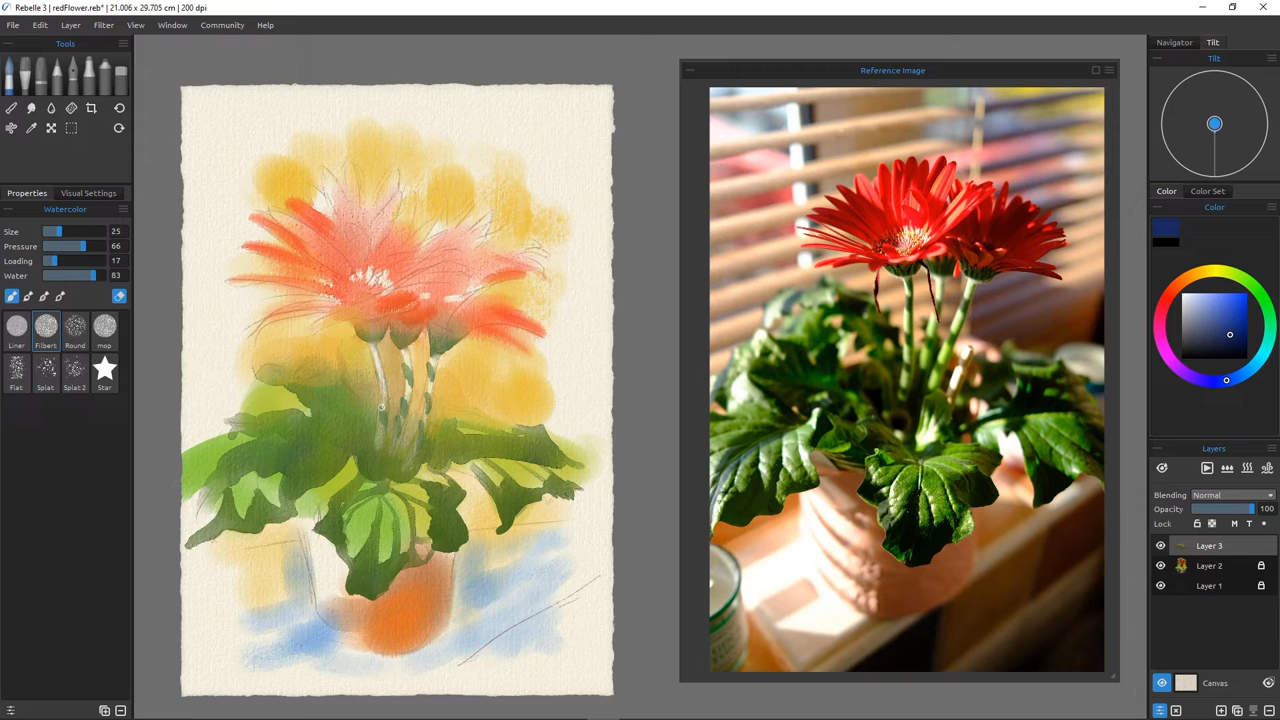 Rebelle 3 | redFlower.reb* | 21.006 x 29.705 cm | 200 dpi
File Edit Layer Filter View Window Community Help
Tools
Properties Visual Settings
Watercolor
Size 25
Pressure 66
Loading 17
Water 83
Liner Filbert Round mop
Flat Splat Splat 2 Star
Reference Image
Navigator Tilt
Tilt
Color Color Set
Color
Layers
Blending Normal
Opacity 100
Lock M T
Layer 3
Layer 2
Layer 1
Canvas